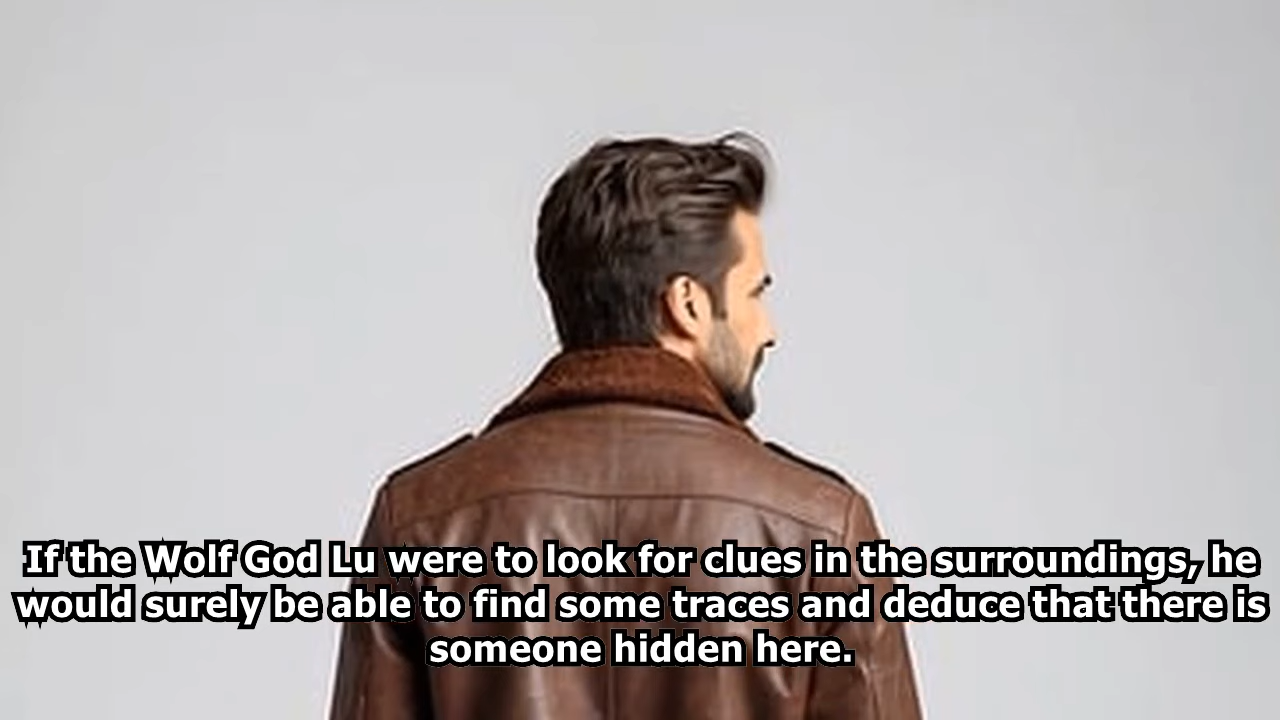 If the Wolf God Lu were to look for clues in the surroundings, he
would surely be able to find some traces and deduce that there is
someone hidden here.